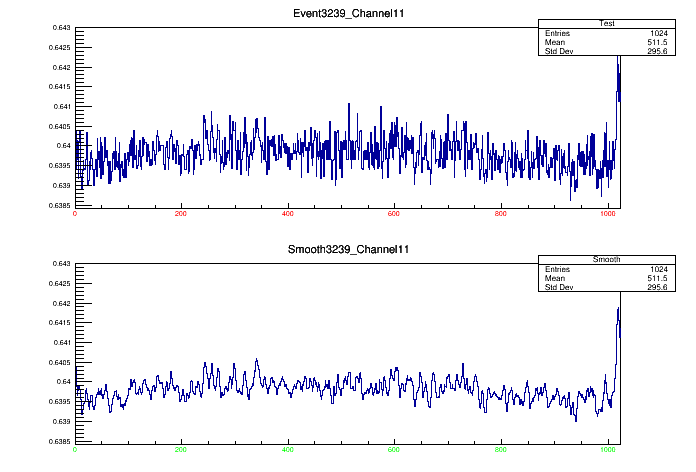 Event3239_Channel11
Test
Entries 1024
Mean 511.5
Std Dev 295.6
0.643
0.6425
0.642
0.6415
0.641
0.6405
0.64
0.6395
0.639
0.6385
0 200 400 600 800 1000
Smooth3239_Channel11
Smooth
Entries 1024
Mean 511.5
Std Dev 295.6
0.643
0.6425
0.642
0.6415
0.641
0.6405
0.64
0.6395
0.639
0.6385
0 200 400 600 800 1000